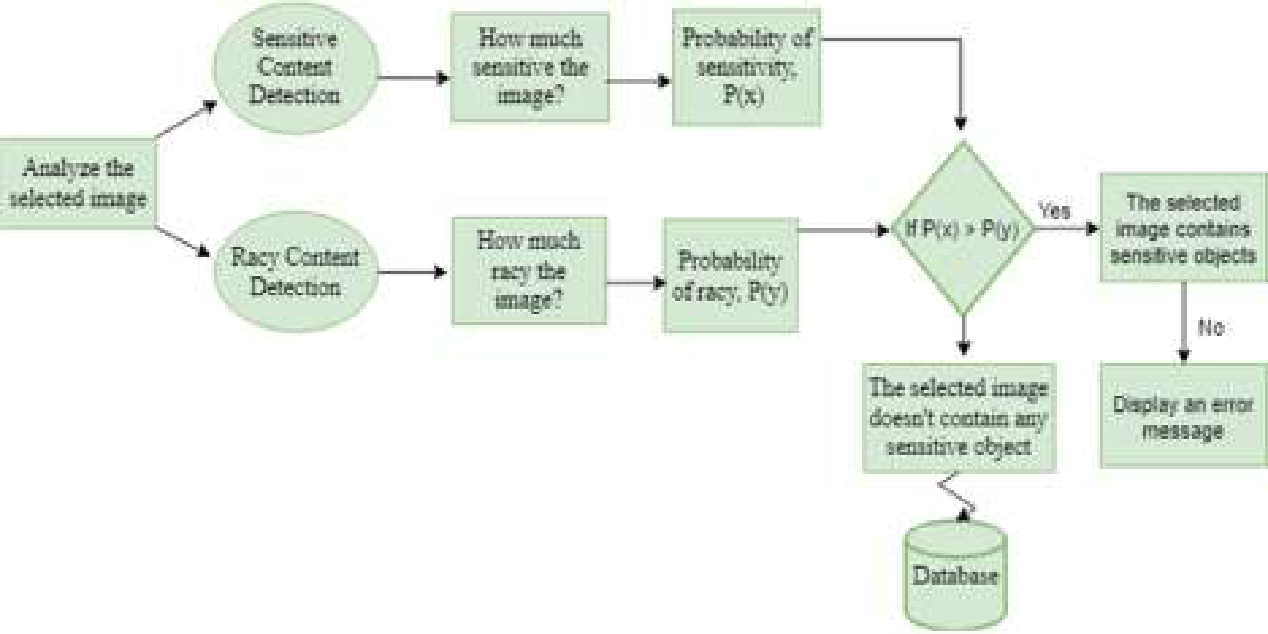 Sensitive
Content
Detection
How much
sensitive the
image?
Probability of
sensitivity,
P(x)
Analyze the
selected image
Racy Content
Detection
How much
racy the
image?
Probability
of racy, P(y)
If P(x) > P(y)
Yes
The selected
image contains
sensitive objects
No
The selected image
doesn't contain any
sensitive object
Display an error
message
Database